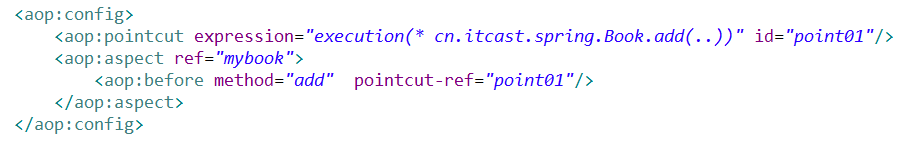 <aop:config>
<aop:pointcut expression="execution(* cn.itcast.spring.Book.add(..))" id="point01"/>
<aop:aspect ref="mybook">
<aop:before method="add"  pointcut-ref="point01"/>
</aop:aspect>
</aop:config>